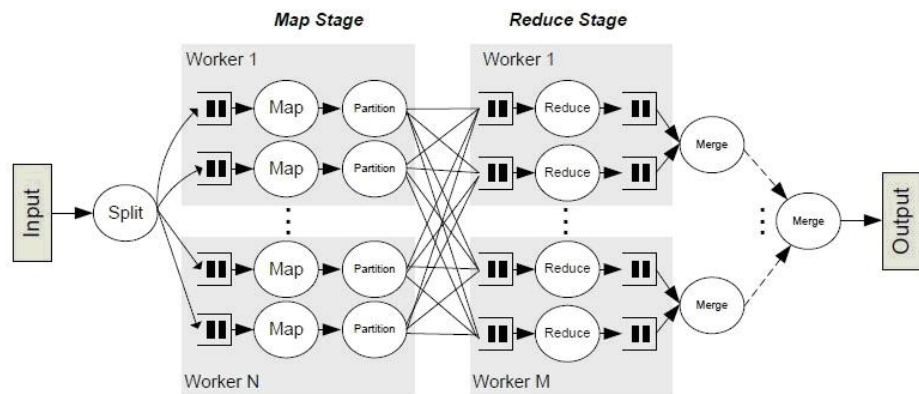 Map Stage
Reduce Stage
Worker 1
Worker 1
Map
Partition
Reduce
Map
Partition
Reduce
Merge
Input
Split
Merge
Output
Map
Partition
Reduce
Map
Partition
Reduce
Merge
Worker N
Worker M